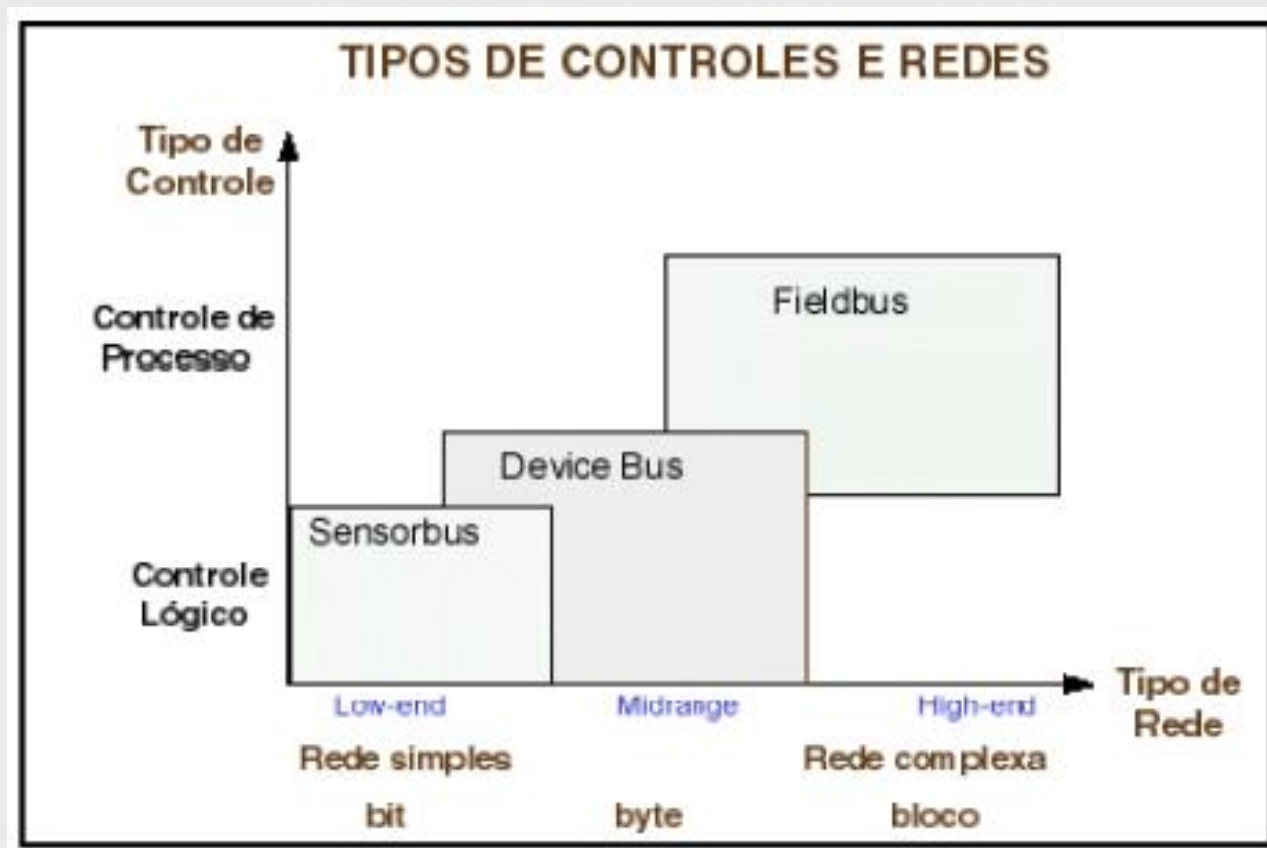 TIPOS DE CONTROLES E REDES
Tipo de
Controle
Controle de
Processo
Fieldbus
Device Bus
Sensorbus
Controle
Lógico
Low-end
Midrange
High-end
Tipo de
Rede
Rede simples
Rede complexa
bit
byte
bloco